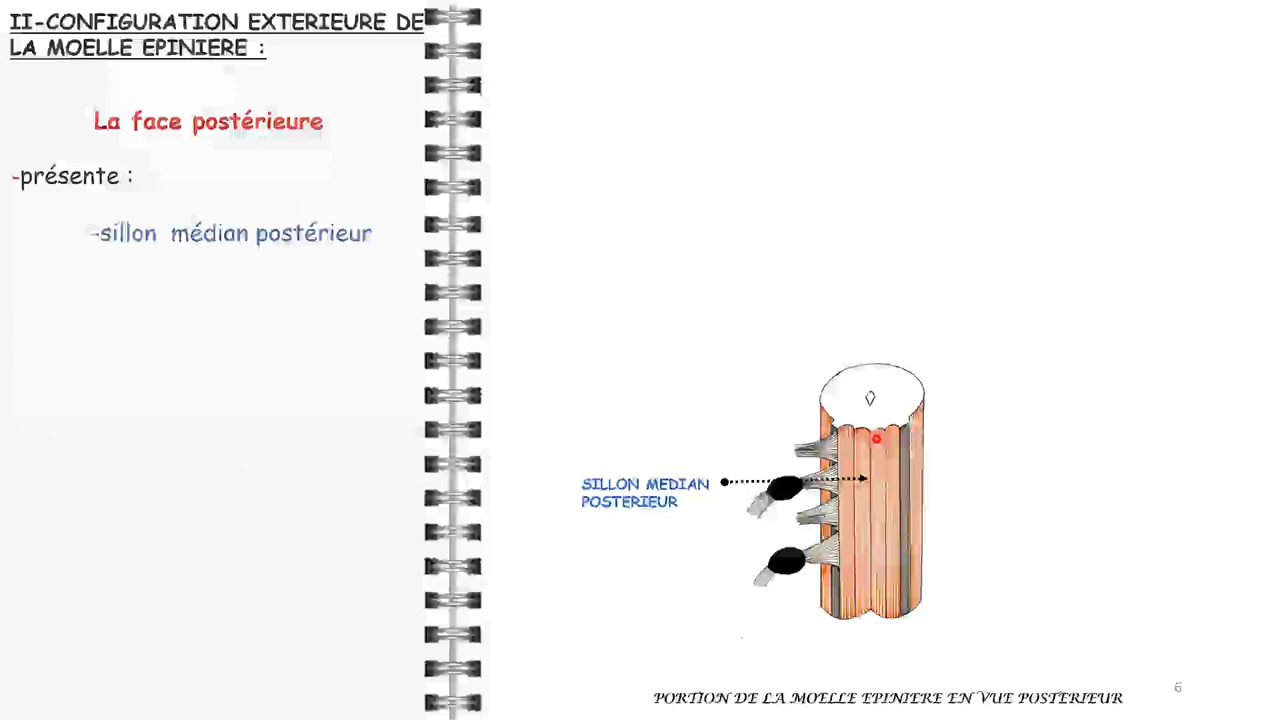 II-CONFIGURATION EXTERIEURE DE
LA MOELLE EPINIERE :
La face postérieure
-présente :
-sillon médian postérieur
SILLON MEDIAN
POSTERIEUR
PORTION DE LA MOELLE EPINIERE EN VUE POSTERIEUR
6